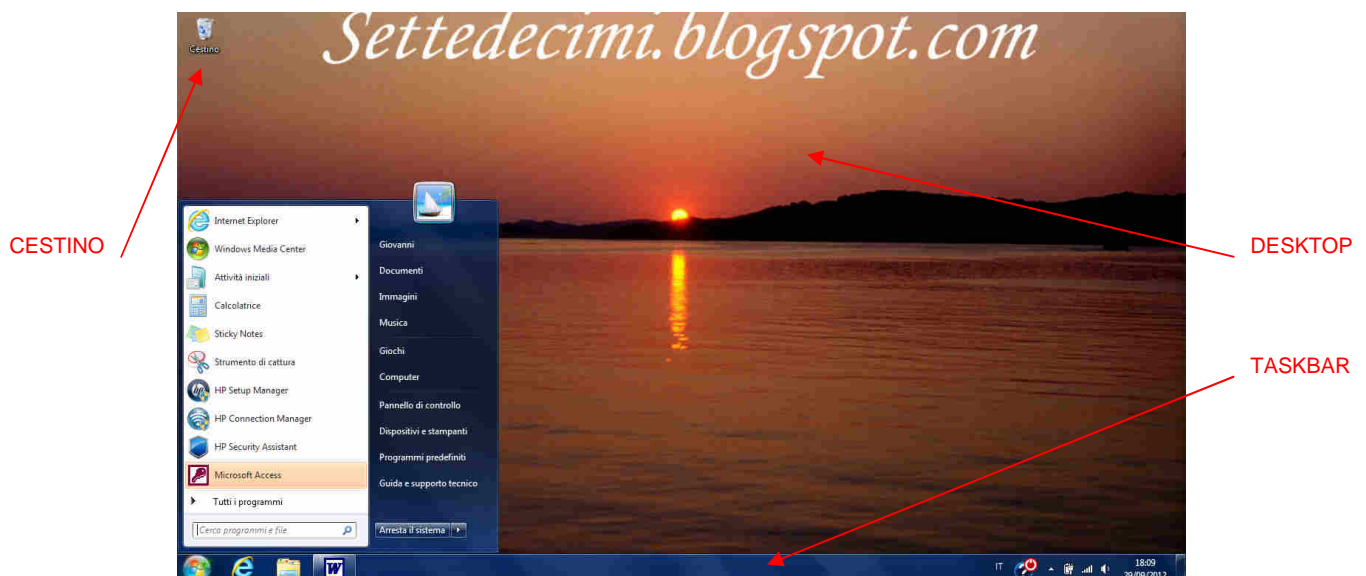 Settedecimi.blogspot.com
Cestino
CESTINO
DESKTOP
TASKBAR
Internet Explorer
Windows Media Center
Attività iniziali
Calcolatrice
Sticky Notes
Strumento di cattura
HP Setup Manager
HP Connection Manager
HP Security Assistant
Microsoft Access
Tutti i programmi
Cerca programmi e file
Giovanni
Documenti
Immagini
Musica
Giochi
Computer
Pannello di controllo
Dispositivi e stampanti
Programmi predefiniti
Guida e supporto tecnico
Arresta il sistema
IT
18:09
29/09/2012